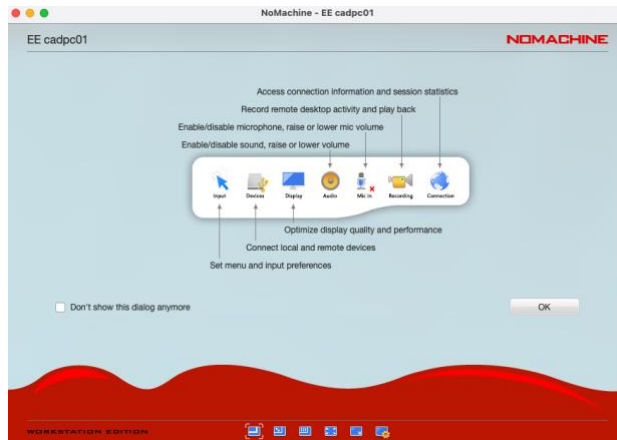 NoMachine - EE cadpc01
EE cadpc01
NOMACHINE
Access connection information and session statistics
Record remote desktop activity and play back
Enable/disable microphone, raise or lower mic volume
Enable/disable sound, raise or lower volume
Input Devices Display Audio Mic in Recording Connection
Optimize display quality and performance
Connect local and remote devices
Set menu and input preferences
Don't show this dialog anymore
OK
WORKSTATION EDITION